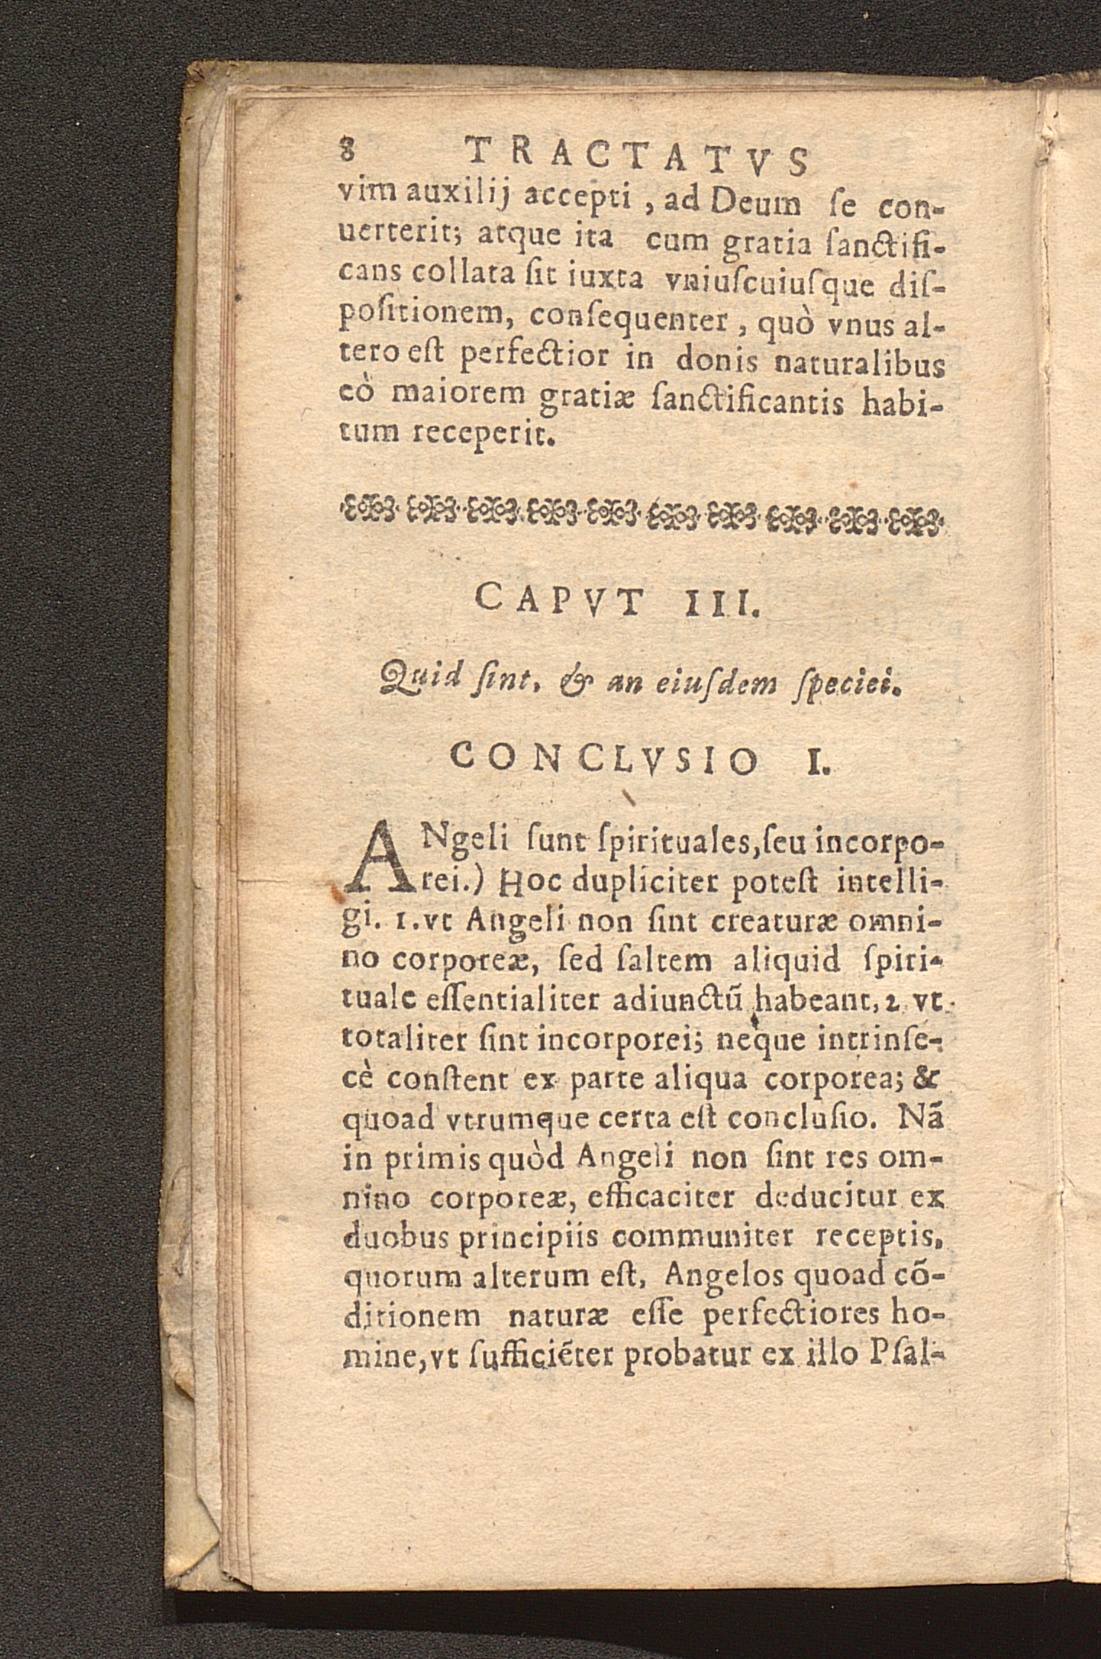 8 TRACTATVS
vim auxilij accepti, ad Deum ſe con-
uerterit; atque ita cum gratia ſanctifi-
cans collata ſit iuxta vniuſcuiuſque diſ-
poſitionem, conſequenter, quò vnus al-
tero eſt perfectior in donis naturalibus
eò maiorem gratiæ ſanctificantis habi-
tum receperit.
CAPVT III.
Quid ſint, & an eiuſdem ſpeciei.
CONCLVSIO I.
ANgeli ſunt ſpirituales, ſeu incorpo-
rei.) Hoc dupliciter poteſt intelli-
gi. 1. vt Angeli non ſint creaturæ omni-
no corporeæ, ſed ſaltem aliquid ſpiri-
tuale eſſentialiter adiunctũ habeant, 2 vt
totaliter ſint incorporei; neque intrinſe-
cè conſtent ex parte aliqua corporea; &
quoad vtrumque certa eſt concluſio. Nã
in primis quòd Angeli non ſint res om-
nino corporeæ, efficaciter deducitur ex
duobus principiis communiter receptis,
quorum alterum eſt, Angelos quoad cõ-
ditionem naturæ eſſe perfectiores ho-
mine, vt ſufficiẽter probatur ex illo Pſal-